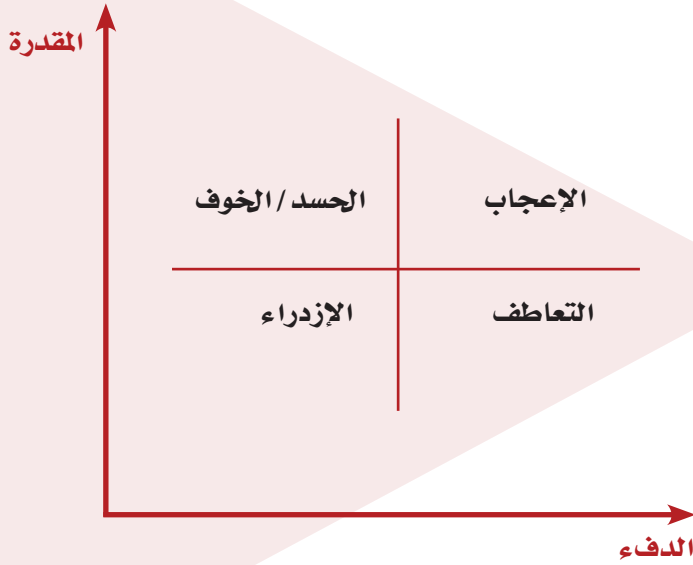 المقدرة
الإعجاب
الحسد/الخوف
التعاطف
الإزدراء
الدفء